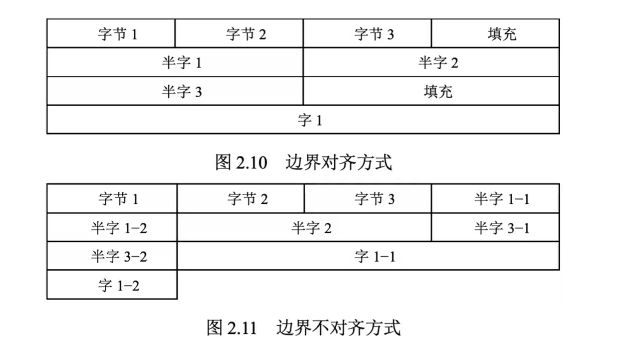 字节 1 字节 2 字节 3 填充
半字 1 半字 2
半字 3 填充
字 1
图 2.10 边界对齐方式
字节 1 字节 2 字节 3 半字 1-1
半字 1-2 半字 2 半字 3-1
半字 3-2 字 1-1
字 1-2
图 2.11 边界不对齐方式